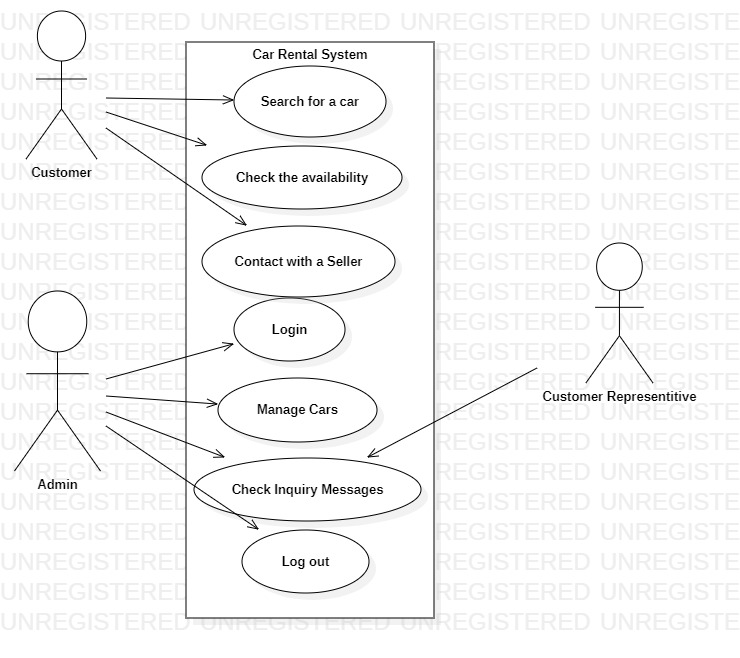 Car Rental System
Search for a car
Customer
Check the availability
Contact with a Seller
Login
Customer Representitive
Manage Cars
Admin
Check Inquiry Messages
Log out
UNREGISTERED UNREGISTERED UNREGISTERED UNREGISTE